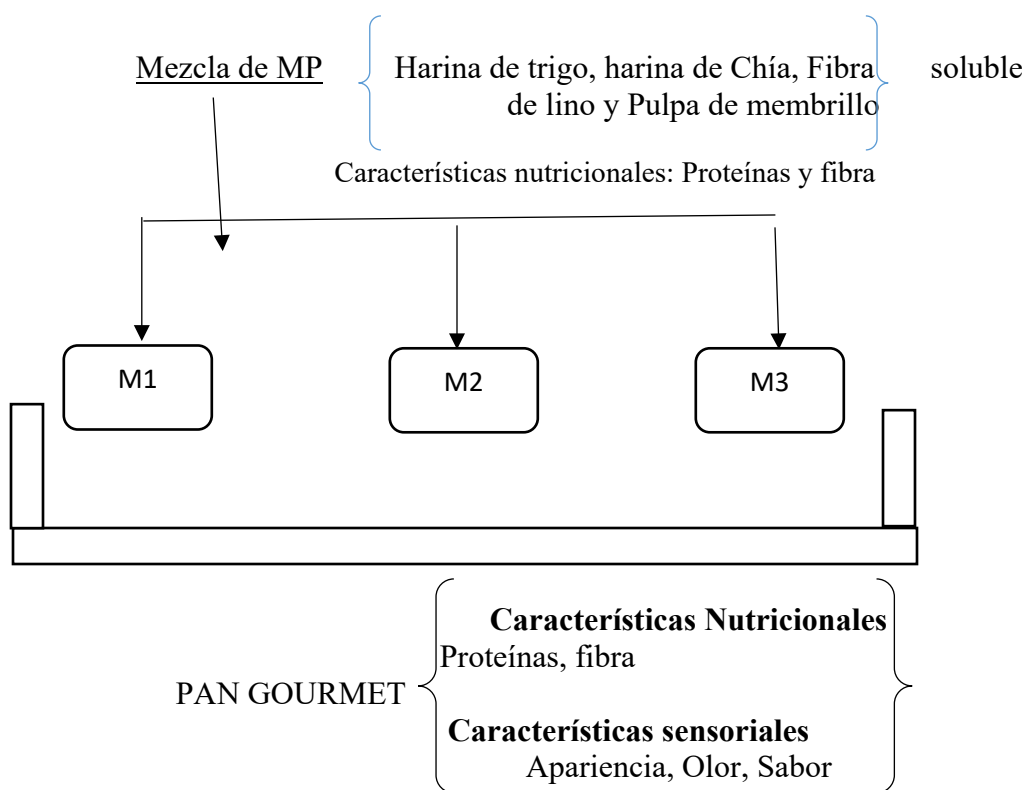 Mezcla de MP Harina de trigo, harina de Chía, Fibra soluble
de lino y Pulpa de membrillo
Características nutricionales: Proteínas y fibra
M1 M2 M3
Características Nutricionales
Proteínas, fibra
PAN GOURMET
Características sensoriales
Apariencia, Olor, Sabor